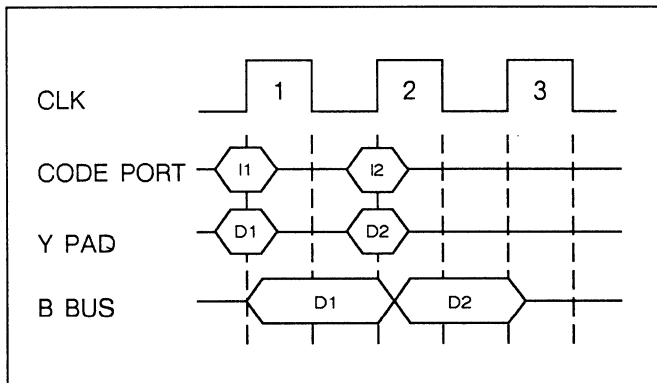 CLK 1 2 3
CODE PORT I1 I2
Y PAD D1 D2
B BUS D1 D2